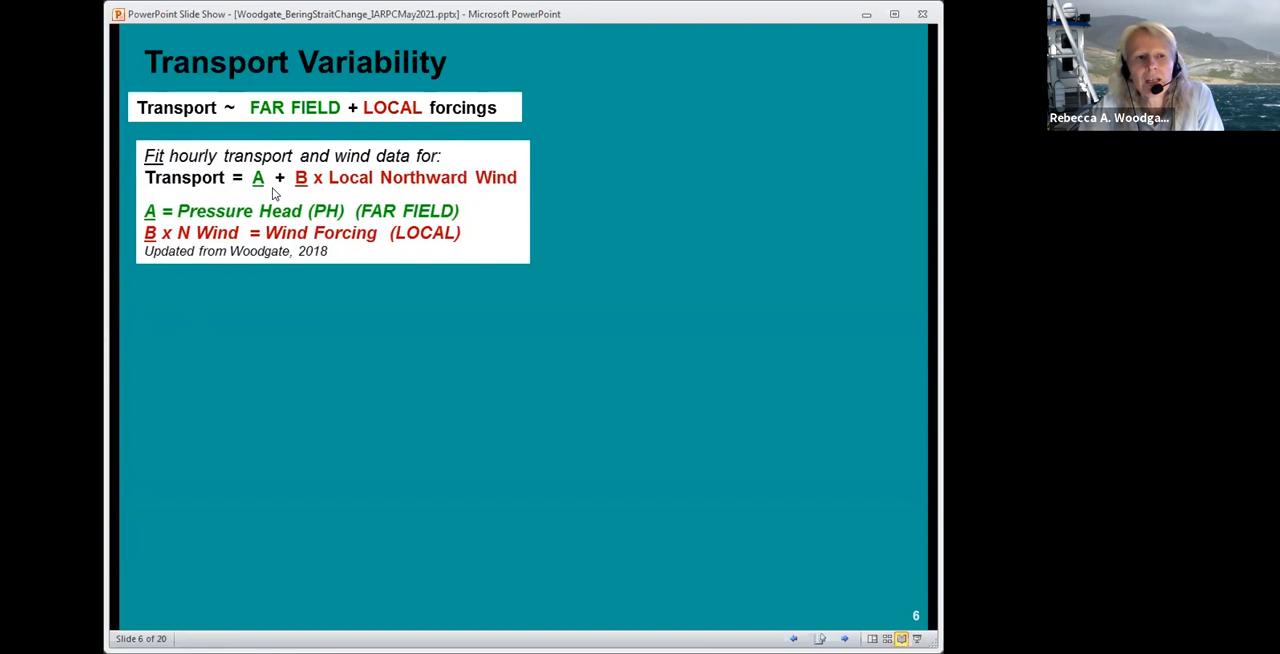 PowerPoint Slide Show - [Woodgate_BeringStraitChange_IARPCMay2021.pptx] - Microsoft PowerPoint
Transport Variability
Transport ~ FAR FIELD + LOCAL forcings
Fit hourly transport and wind data for:
Transport = A + B x Local Northward Wind
A = Pressure Head (PH) (FAR FIELD)
B x N Wind = Wind Forcing (LOCAL)
Updated from Woodgate, 2018
Rebecca A. Woodga...
6
Slide 6 of 20